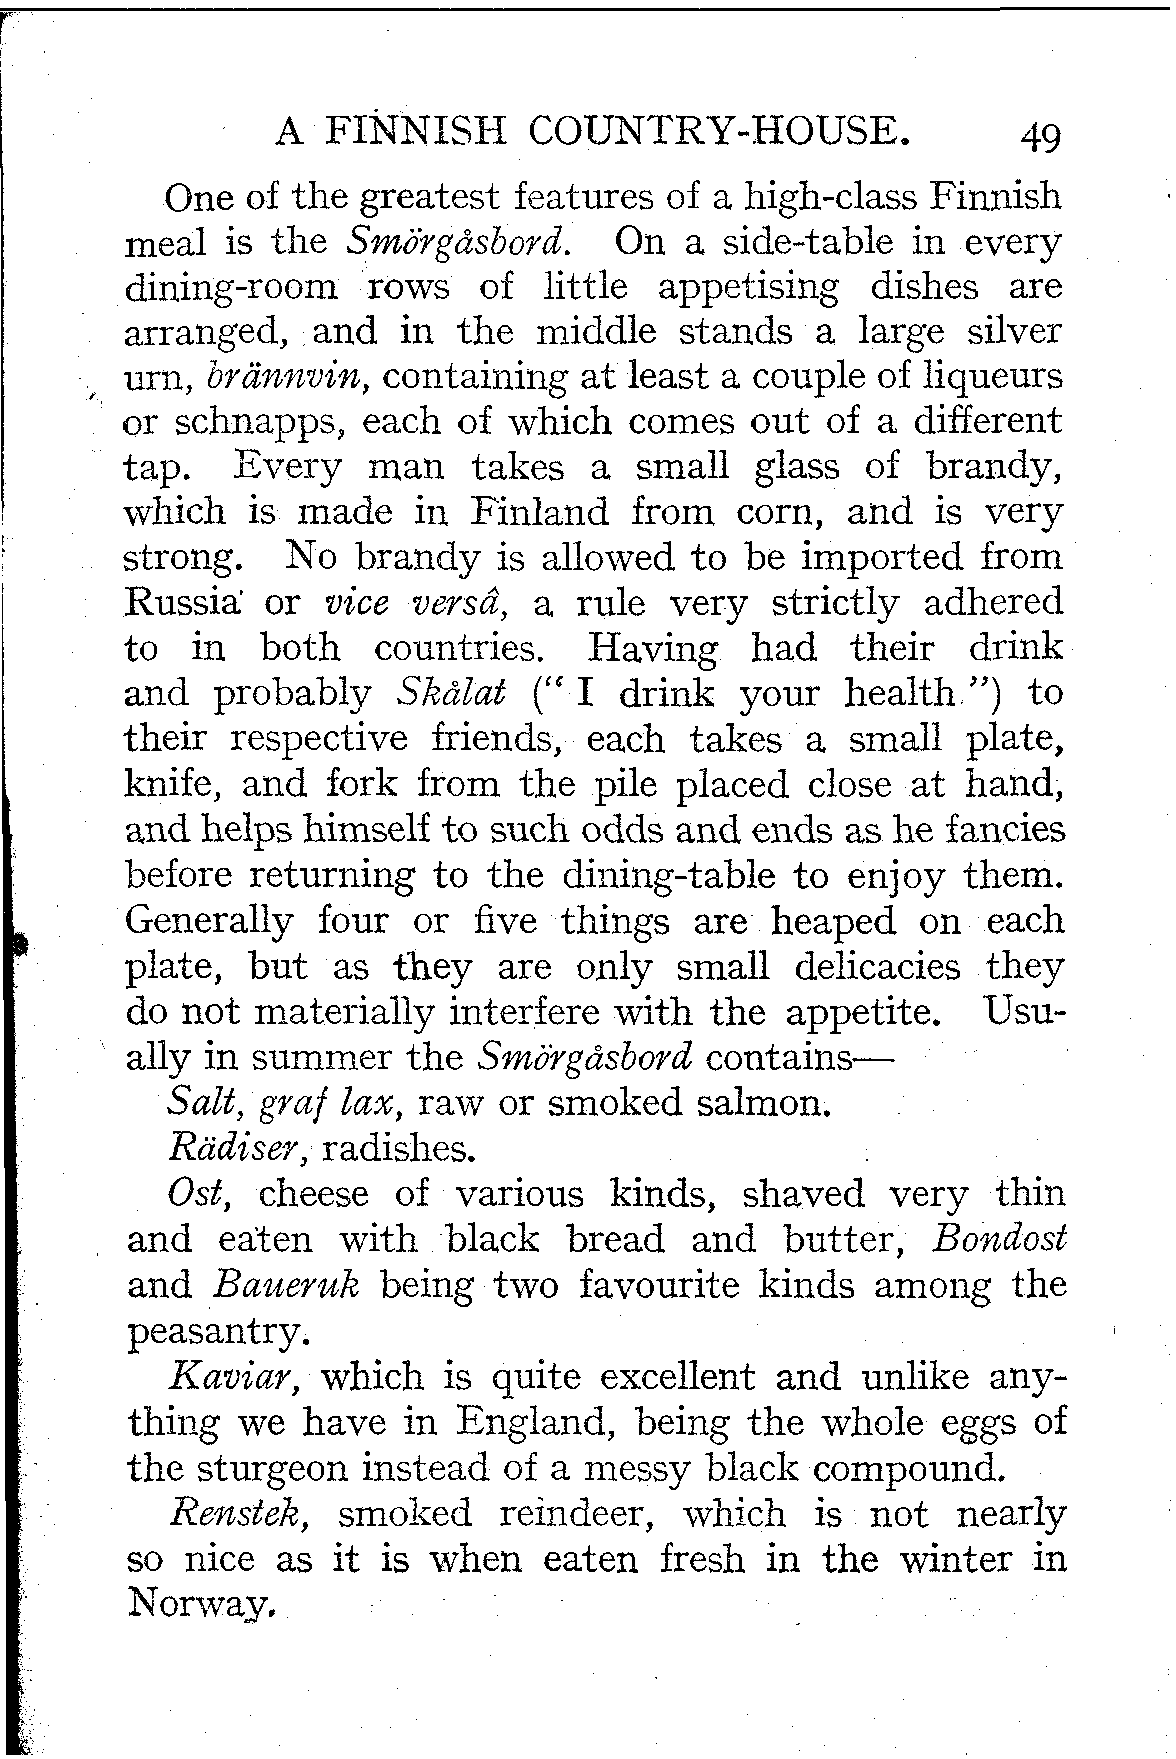 A FINNISH COUNTRY-HOUSE. 49
One of the greatest features of a high-class Finnish
meal is the Smörgåsbord. On a side-table in every
dining-room rows of little appetising dishes are
arranged, and in the middle stands a large silver
urn, brännvin, containing at least a couple of liqueurs
or schnapps, each of which comes out of a different
tap. Every man takes a small glass of brandy,
which is made in Finland from corn, and is very
strong. No brandy is allowed to be imported from
Russia or vice versâ, a rule very strictly adhered
to in both countries. Having had their drink
and probably Skålat (“ I drink your health ”) to
their respective friends, each takes a small plate,
knife, and fork from the pile placed close at hand,
and helps himself to such odds and ends as he fancies
before returning to the dining-table to enjoy them.
Generally four or five things are heaped on each
plate, but as they are only small delicacies they
do not materially interfere with the appetite. Usu-
ally in summer the Smörgåsbord contains—
Salt, graf lax, raw or smoked salmon.
Rädiser, radishes.
Ost, cheese of various kinds, shaved very thin
and eaten with black bread and butter, Bondost
and Baueruk being two favourite kinds among the
peasantry.
Kaviar, which is quite excellent and unlike any-
thing we have in England, being the whole eggs of
the sturgeon instead of a messy black compound.
Renstek, smoked reindeer, which is not nearly
so nice as it is when eaten fresh in the winter in
Norway.